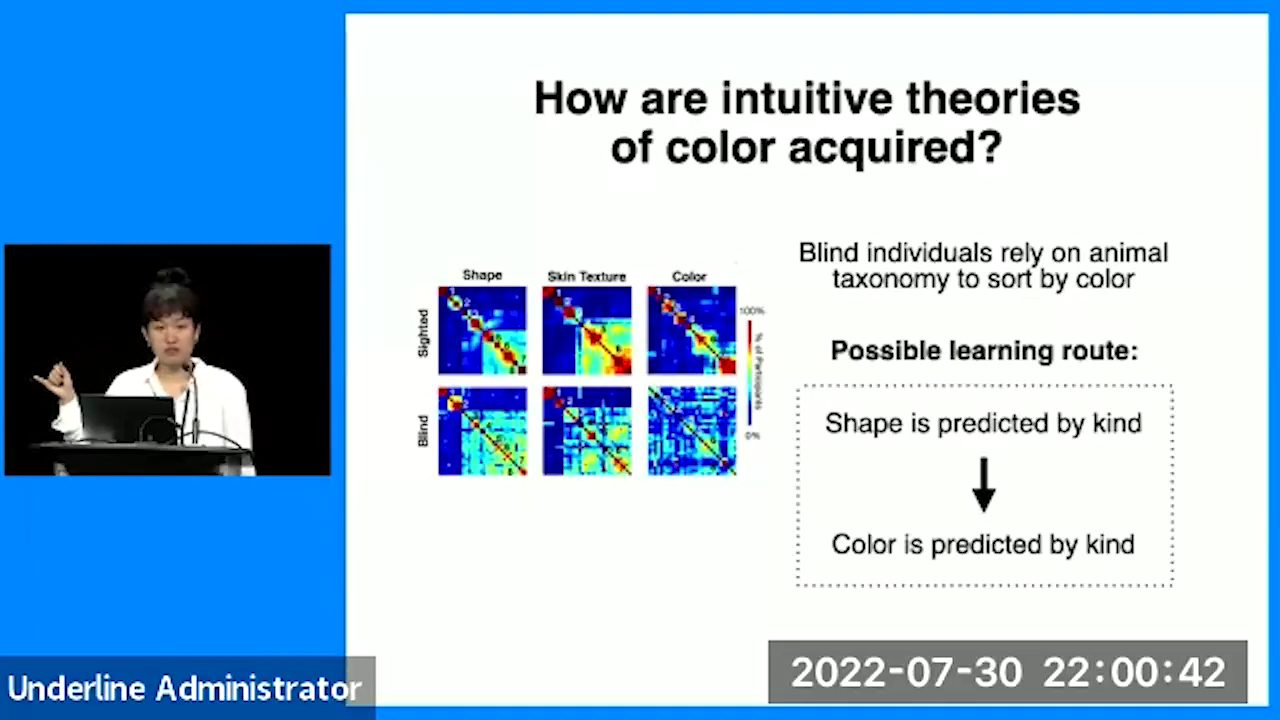 How are intuitive theories
of color acquired?
Blind individuals rely on animal
taxonomy to sort by color
Possible learning route:
Shape is predicted by kind
Color is predicted by kind
Shape
Skin Texture
Color
Sighted
Blind
100%
% of Participants
0%
Underline Administrator
2022-07-30 22:00:42